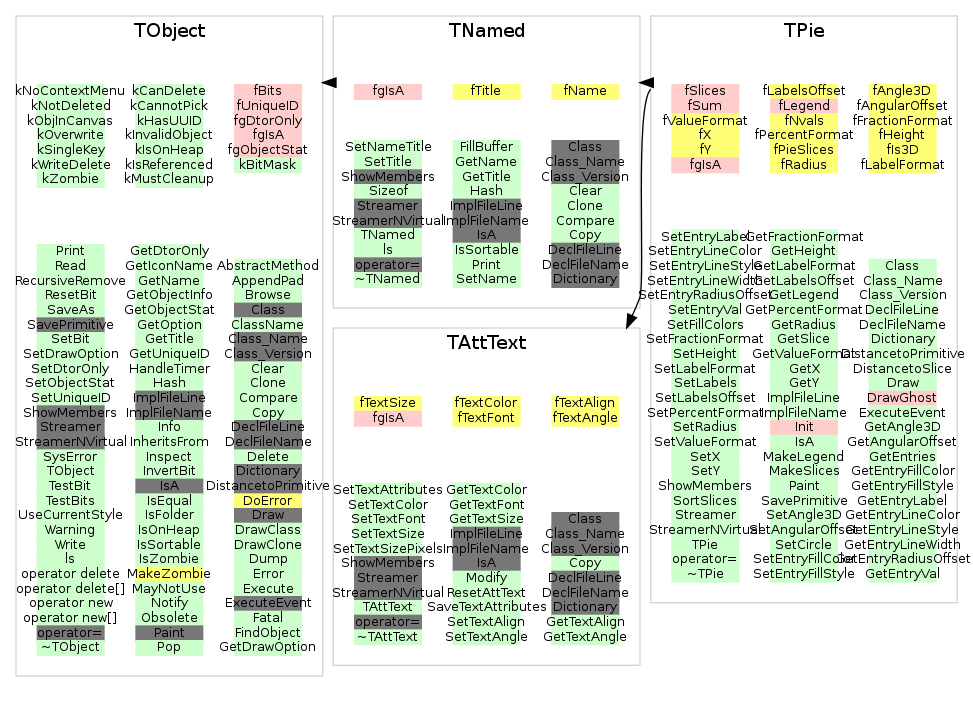 TObject
kNoContextMenu
kNotDeleted
kObjInCanvas
kOverwrite
kSingleKey
kWriteDelete
kZombie
kCanDelete
kCannotPick
kHasUUID
kInvalidObject
kIsOnHeap
kIsReferenced
kMustCleanup
fBits
fUniqueID
fgDtorOnly
fgIsA
fgObjectStat
kBitMask
Print
Read
RecursiveRemove
ResetBit
SaveAs
SavePrimitive
SetBit
SetDrawOption
SetDtorOnly
SetObjectStat
SetUniqueID
ShowMembers
Streamer
StreamerNVirtual
SysError
TObject
TestBit
TestBits
UseCurrentStyle
Warning
Write
ls
operator delete
operator delete[]
operator new
operator new[]
operator=
~TObject
GetDtorOnly
GetIconName
GetName
GetObjectInfo
GetObjectStat
GetOption
GetTitle
GetUniqueID
HandleTimer
Hash
ImplFileLine
ImplFileName
Info
InheritsFrom
Inspect
InvertBit
IsA
IsEqual
IsFolder
IsOnHeap
IsSortable
IsZombie
MakeZombie
MayNotUse
Notify
Obsolete
Paint
Pop
AbstractMethod
AppendPad
Browse
Class
ClassName
Class_Name
Class_Version
Clear
Clone
Compare
Copy
DeclFileLine
DeclFileName
Delete
Dictionary
DistancetoPrimitive
DoError
Draw
DrawClass
DrawClone
Dump
Error
Execute
ExecuteEvent
Fatal
FindObject
GetDrawOption
TNamed
fgIsA
fTitle
fName
SetNameTitle
SetTitle
ShowMembers
Sizeof
Streamer
StreamerNVirtual
TNamed
ls
operator=
~TNamed
FillBuffer
GetName
GetTitle
Hash
ImplFileLine
ImplFileName
IsA
IsSortable
Print
SetName
Class
Class_Name
Class_Version
Clear
Clone
Compare
Copy
DeclFileLine
DeclFileName
Dictionary
TAttText
fTextSize
fgIsA
fTextColor
fTextFont
fTextAlign
fTextAngle
SetTextAttributes
SetTextColor
SetTextFont
SetTextSize
SetTextSizePixels
ShowMembers
Streamer
StreamerNVirtual
TAttText
operator=
~TAttText
GetTextColor
GetTextFont
GetTextSize
ImplFileLine
ImplFileName
IsA
Modify
ResetAttText
SaveTextAttributes
SetTextAlign
SetTextAngle
Class
Class_Name
Class_Version
Copy
DeclFileLine
DeclFileName
Dictionary
GetTextAlign
GetTextAngle
TPie
fSlices
fSum
fValueFormat
fX
fY
fgIsA
fLabelsOffset
fLegend
fNvals
fPercentFormat
fPieSlices
fRadius
fAngle3D
fAngularOffset
fFractionFormat
fHeight
fIs3D
fLabelFormat
SetEntryLabel
SetEntryLineColor
SetEntryLineStyle
SetEntryLineWidth
SetEntryRadiusOffset
SetEntryVal
SetFillColors
SetFractionFormat
SetHeight
SetLabelFormat
SetLabels
SetLabelsOffset
SetPercentFormat
SetRadius
SetValueFormat
SetX
SetY
ShowMembers
SortSlices
Streamer
StreamerNVirtual
TPie
operator=
~TPie
GetFractionFormat
GetHeight
GetLabelFormat
GetLabelsOffset
GetLegend
GetPercentFormat
GetRadius
GetSlice
GetValueFormat
GetX
GetY
ImplFileLine
ImplFileName
Init
IsA
MakeLegend
MakeSlices
Paint
SavePrimitive
SetAngle3D
SetAngularOffset
SetCircle
SetEntryFillColor
SetEntryFillStyle
Class
Class_Name
Class_Version
DeclFileLine
DeclFileName
Dictionary
DistancetoPrimitive
DistancetoSlice
Draw
DrawGhost
ExecuteEvent
GetAngle3D
GetAngularOffset
GetEntries
GetEntryFillColor
GetEntryFillStyle
GetEntryLabel
GetEntryLineColor
GetEntryLineStyle
GetEntryLineWidth
GetEntryRadiusOffset
GetEntryVal